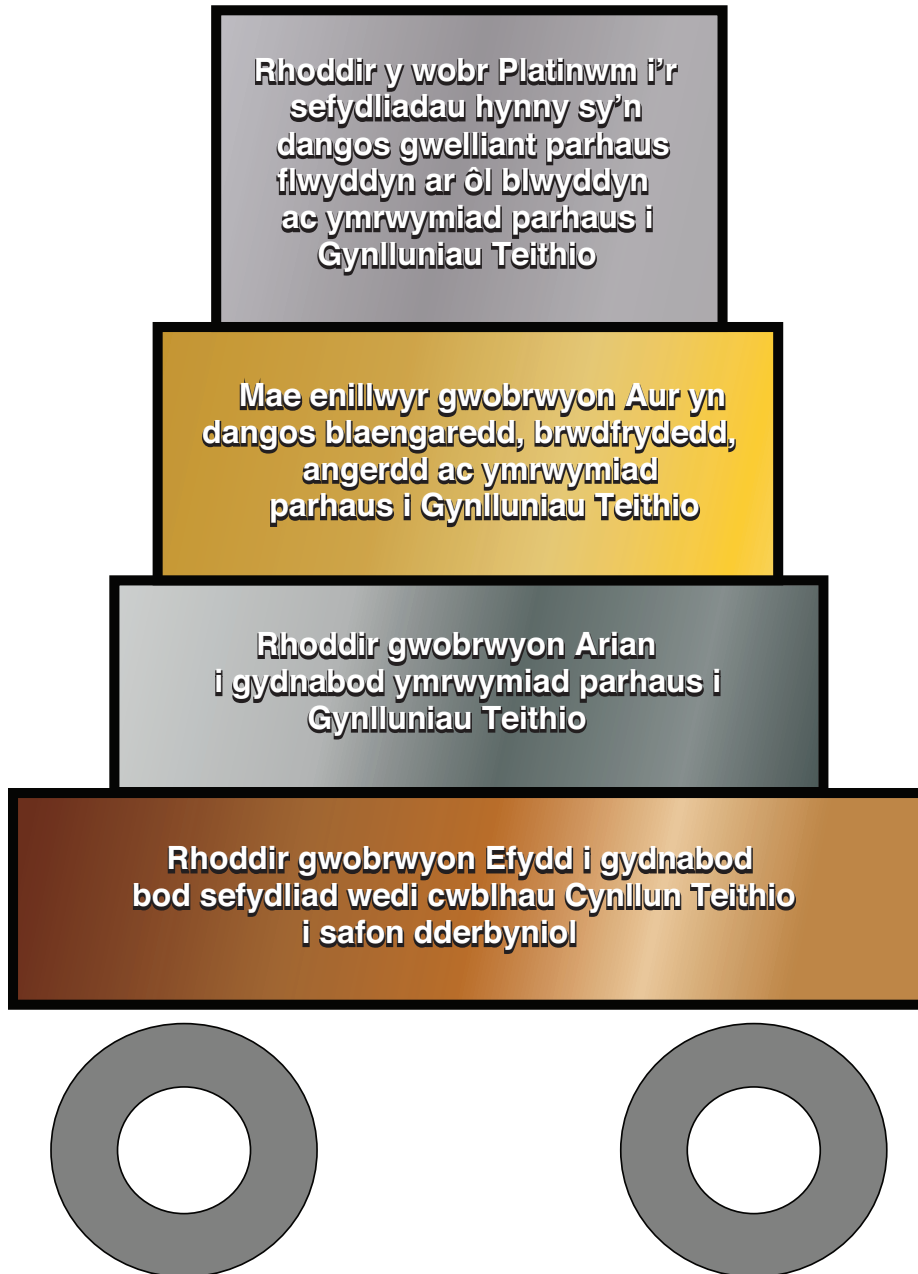 Rhoddir y wobr Platinwm i’r
sefydliadau hynny sy’n
dangos gwelliant parhaus
flwyddyn ar ôl blwyddyn
ac ymrwymiad parhaus i
Gynlluniau Teithio
Mae enillwyr gwobrwyon Aur yn
dangos blaengaredd, brwdfrydedd,
angerdd ac ymrwymiad
parhaus i Gynlluniau Teithio
Rhoddir gwobrwyon Arian
i gydnabod ymrwymiad parhaus i
Gynlluniau Teithio
Rhoddir gwobrwyon Efydd i gydnabod
bod sefydliad wedi cwblhau Cynllun Teithio
i safon dderbyniol